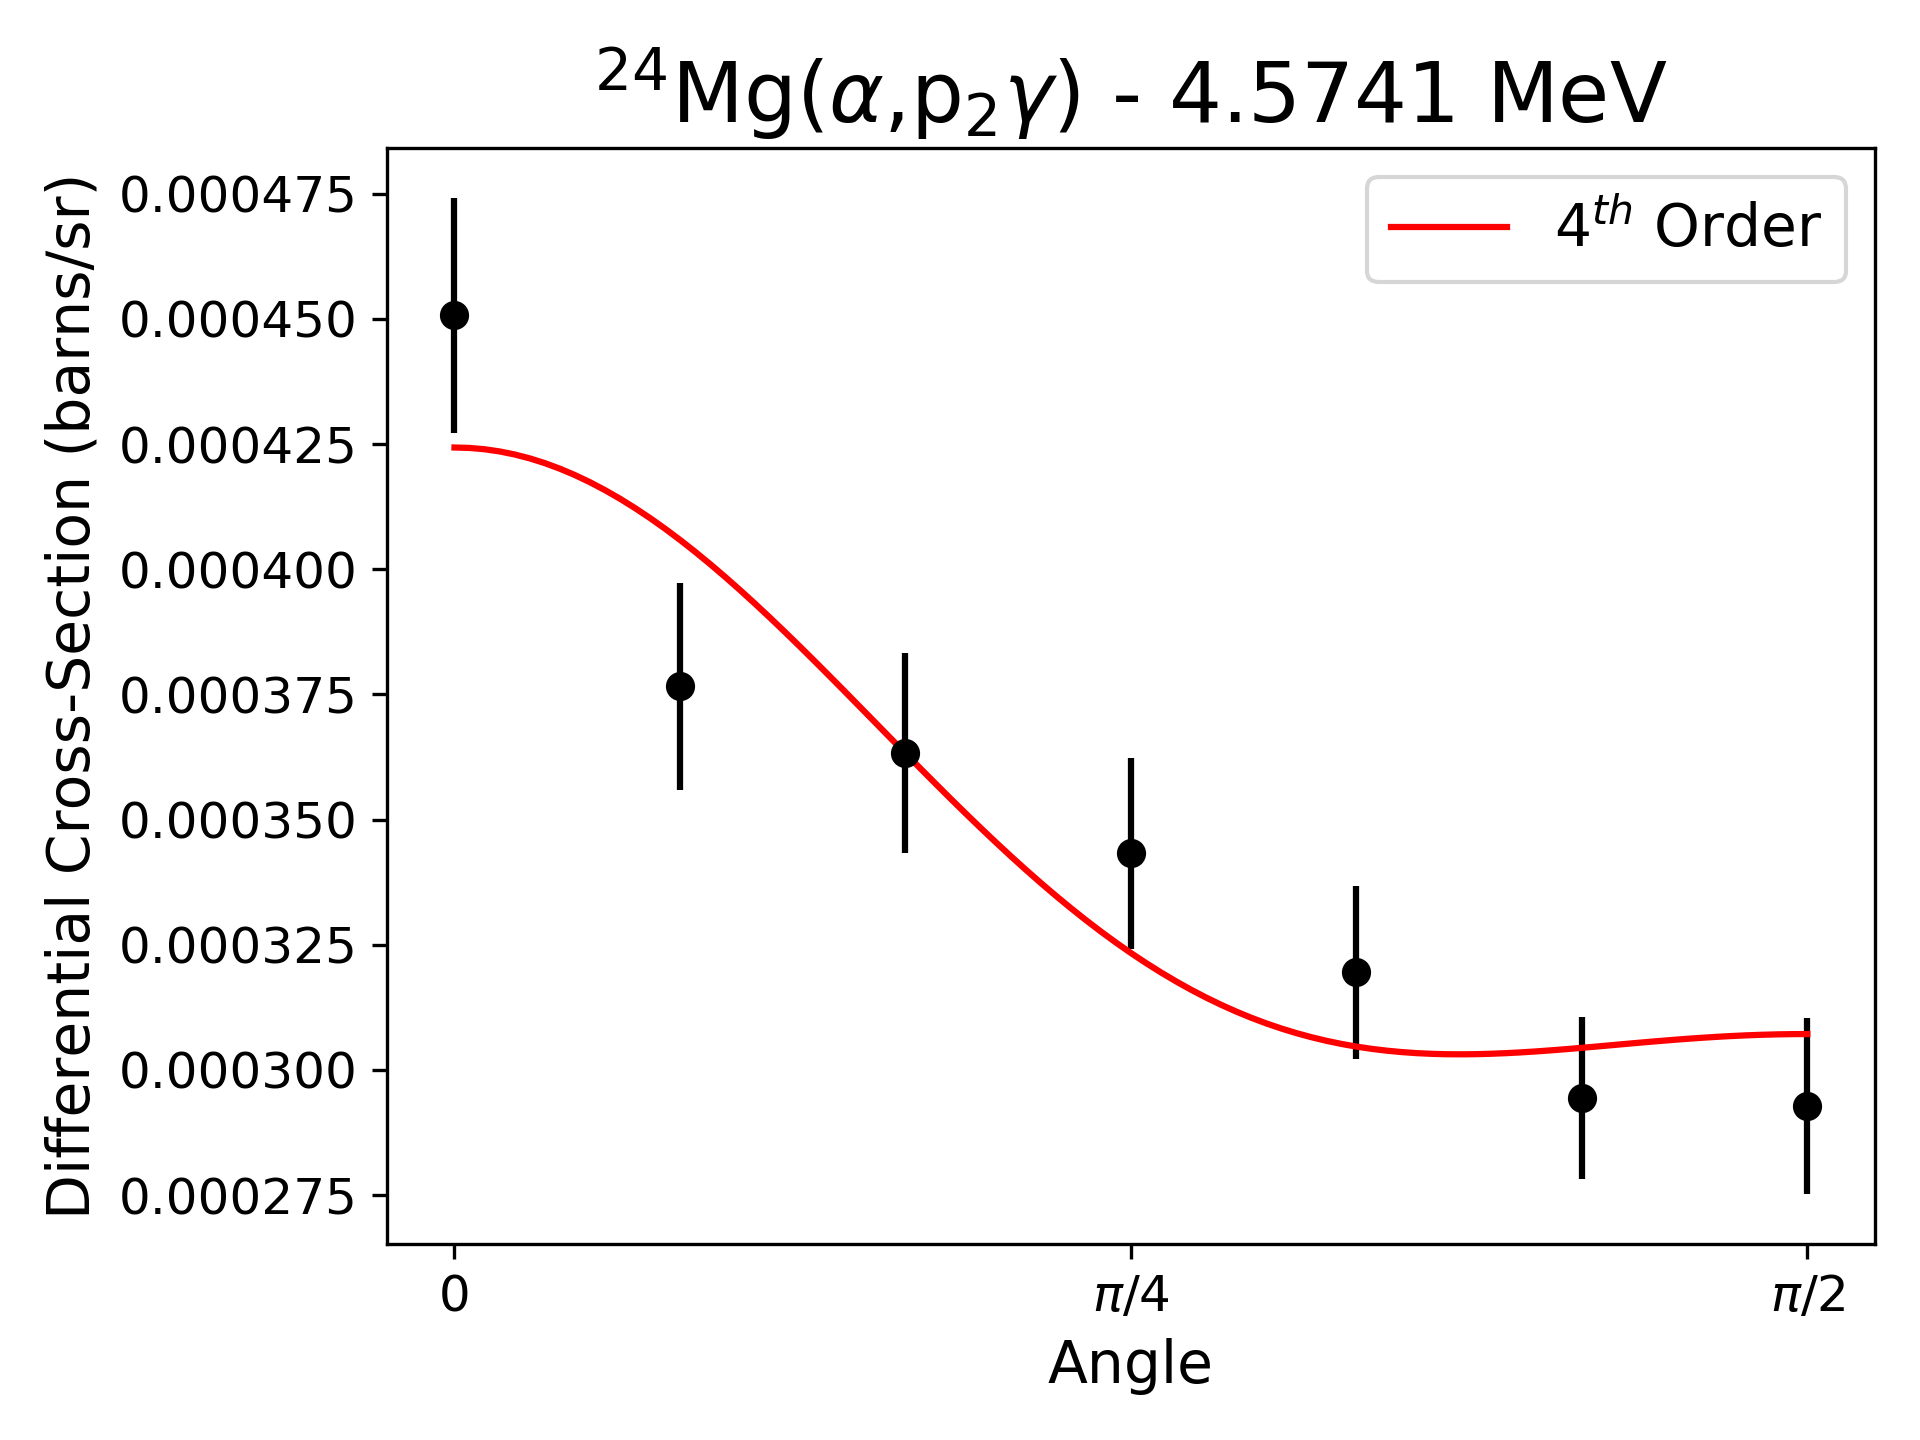 ²⁴Mg(α,p₂γ) - 4.5741 MeV
4ᵗʰ Order
Differential Cross-Section (barns/sr)
0.000475
0.000450
0.000425
0.000400
0.000375
0.000350
0.000325
0.000300
0.000275
0 π/4 π/2
Angle